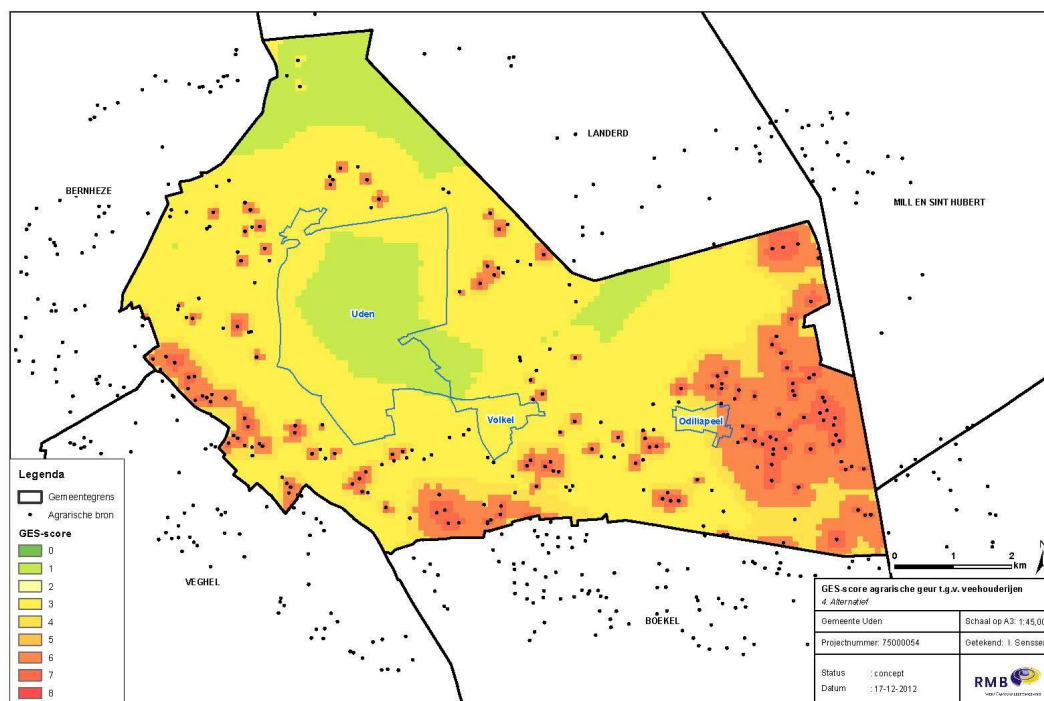 LANDERD
BERNHEZE
MILL EN SINT HUBERT
Uden
Volkel
Odiliapeel
VEGHEL
BOEKEL
Legenda
Gemeentegrens
Agrarische bron
GES-score
0
1
2
3
4
5
6
7
8
N
0 1 2
km
GES-score agrarische geur t.g.v. veehouderijen
4. Alternatief
Gemeente Uden
Schaal op A3: 1:45,00
Projectnummer: 75000054
Getekend: I. Sensse
Status : concept
Datum : 17-12-2012
RMB